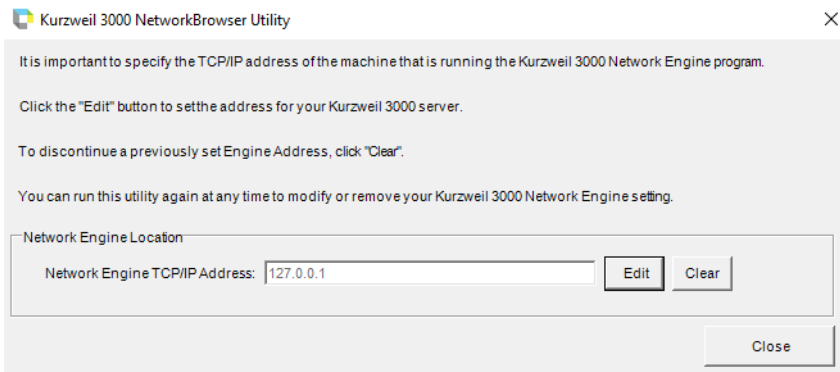 Kurzweil 3000 NetworkBrowser Utility
It is important to specify the TCP/IP address of the machine that is running the Kurzweil 3000 Network Engine program.
Click the "Edit" button to setthe address for your Kurzweil 3000 server.
To discontinue a previously set Engine Address, click "Clear".
You can run this utility again at any time to modify or remove your Kurzweil 3000 Network Engine setting.
Network Engine Location
Network Engine TCP/IP Address: 127.0.0.1 Edit Clear
Close